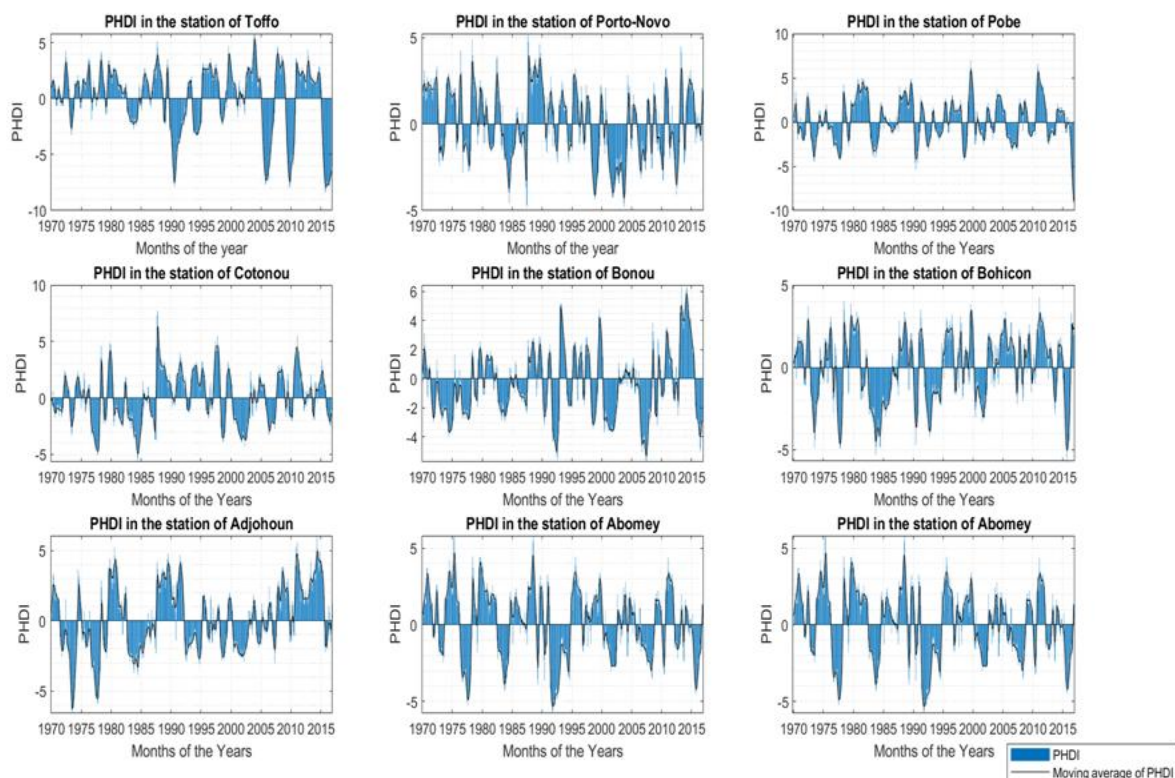 PHDI in the station of Toffo
PHDI in the station of Porto-Novo
PHDI in the station of Pobe
PHDI
5
0
-5
-10
1970 1975 1980 1985 1990 1995 2000 2005 2010 2015
Months of the year
PHDI
5
0
-5
1970 1975 1980 1985 1990 1995 2000 2005 2010 2015
Months of the year
PHDI
10
5
0
-5
-10
1970 1975 1980 1985 1990 1995 2000 2005 2010 2015
Months of the Years
PHDI in the station of Cotonou
PHDI in the station of Bonou
PHDI in the station of Bohicon
PHDI
10
5
0
-5
1970 1975 1980 1985 1990 1995 2000 2005 2010 2015
Months of the Years
PHDI
6
4
2
0
-2
-4
1970 1975 1980 1985 1990 1995 2000 2005 2010 2015
Months of the Years
PHDI
5
0
-5
1970 1975 1980 1985 1990 1995 2000 2005 2010 2015
Months of the Years
PHDI in the station of Adjohoun
PHDI in the station of Abomey
PHDI in the station of Abomey
PHDI
5
0
-5
1970 1975 1980 1985 1990 1995 2000 2005 2010 2015
Months of the Years
PHDI
5
0
-5
1970 1975 1980 1985 1990 1995 2000 2005 2010 2015
Months of the Years
PHDI
5
0
-5
1970 1975 1980 1985 1990 1995 2000 2005 2010 2015
Months of the Years
PHDI
Moving average of PHDI